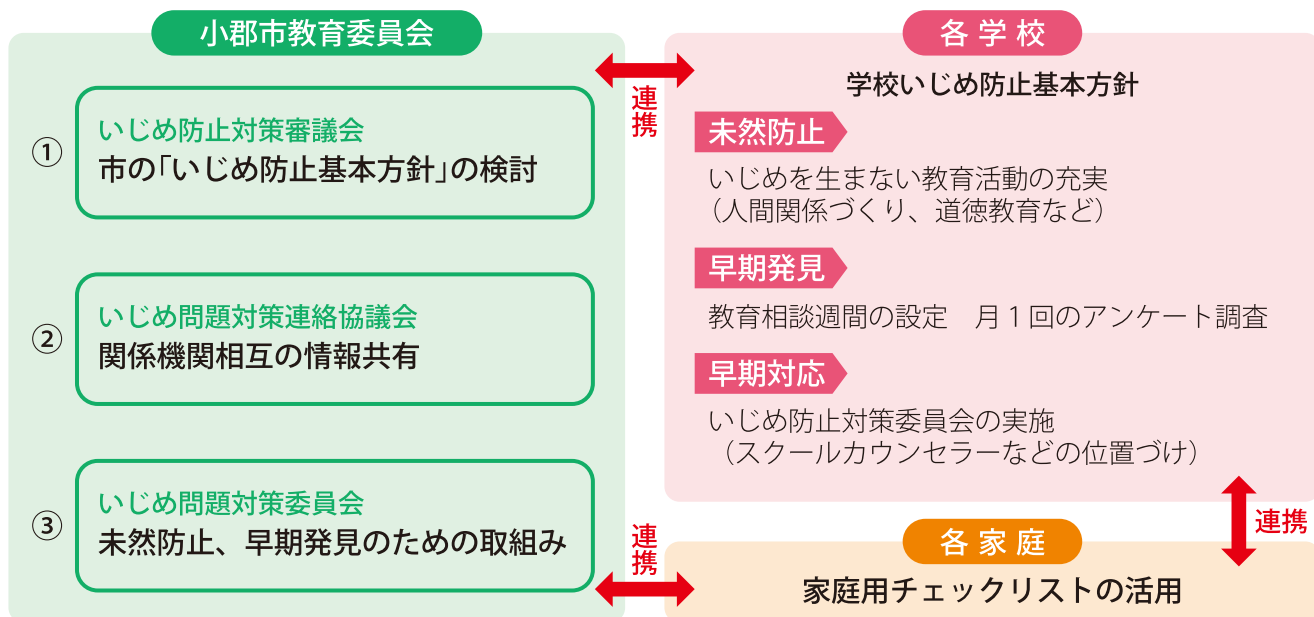 小郡市教育委員会
①
いじめ防止対策審議会
市の「いじめ防止基本方針」の検討
②
いじめ問題対策連絡協議会
関係機関相互の情報共有
③
いじめ問題対策委員会
未然防止、早期発見のための取組み
連携
連携
各学校
学校いじめ防止基本方針
未然防止
いじめを生まない教育活動の充実
（人間関係づくり、道徳教育など）
早期発見
教育相談週間の設定　月1回のアンケート調査
早期対応
いじめ防止対策委員会の実施
（スクールカウンセラーなどの位置づけ）
連携
各家庭
家庭用チェックリストの活用